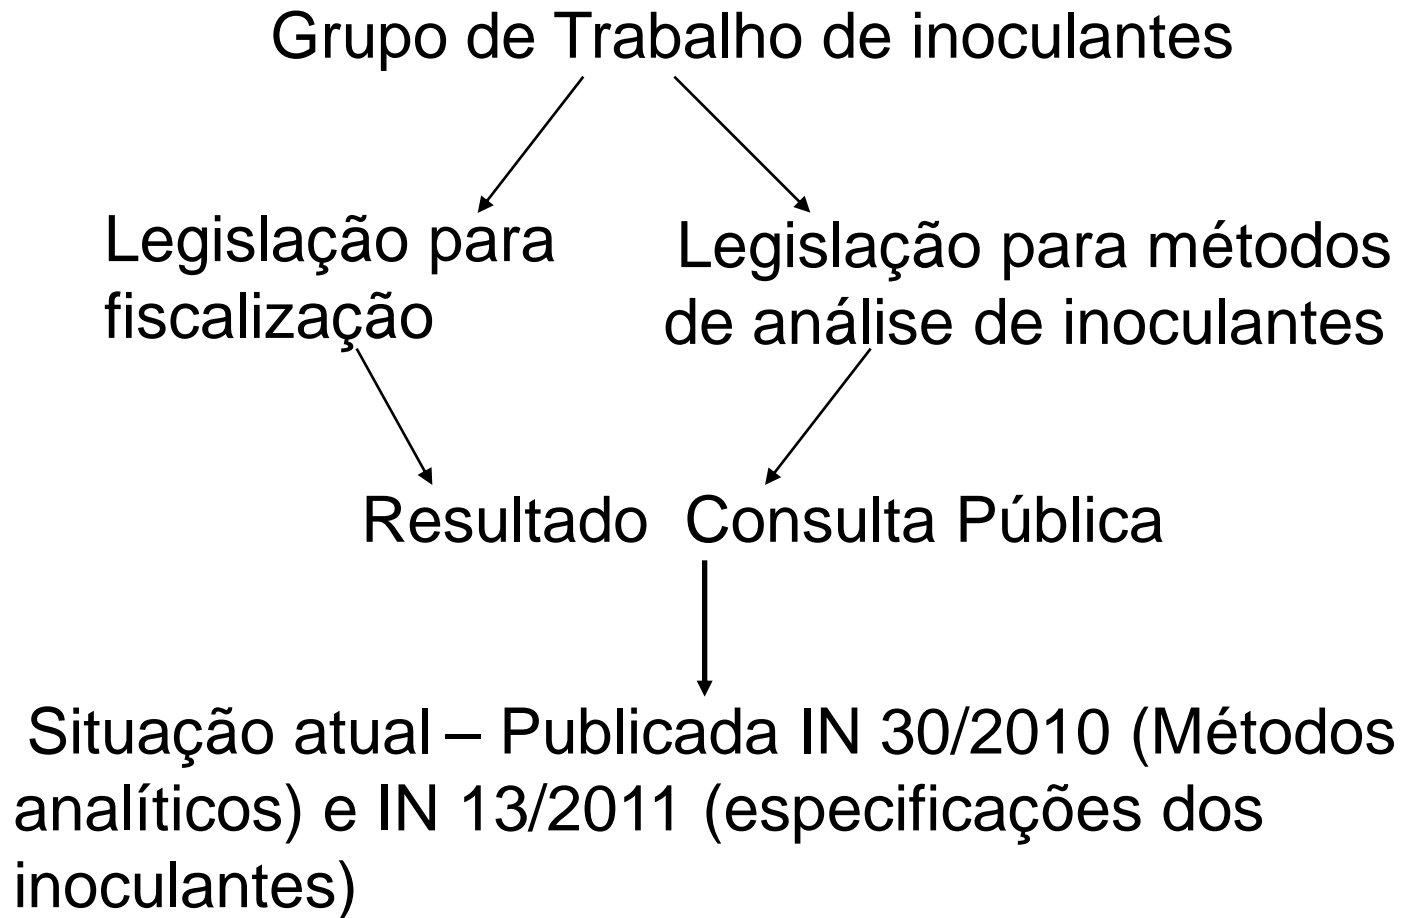 Grupo de Trabalho de inoculantes
Legislação para
fiscalização
Legislação para métodos
de análise de inoculantes
Resultado Consulta Pública
Situação atual – Publicada IN 30/2010 (Métodos
analíticos) e IN 13/2011 (especificações dos
inoculantes)